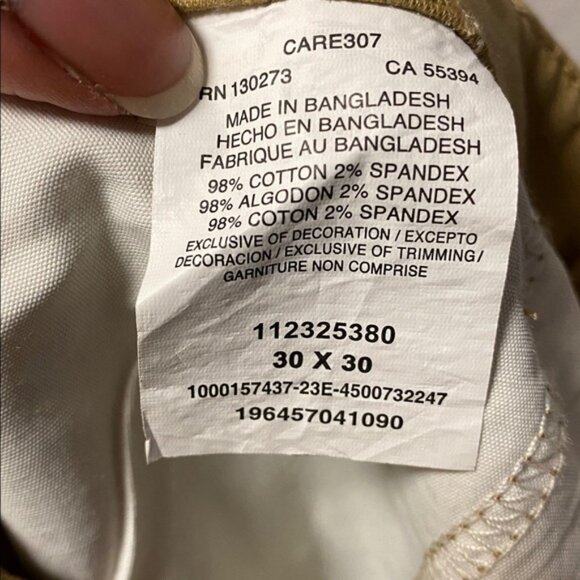 CARE307
RN 130273 CA 55394
MADE IN BANGLADESH
HECHO EN BANGLADESH
FABRIQUE AU BANGLADESH
98% COTTON 2% SPANDEX
98% ALGODON 2% SPANDEX
98% COTON 2% SPANDEX
EXCLUSIVE OF DECORATION / EXCEPTO
DECORACION / EXCLUSIVE OF TRIMMING /
GARNITURE NON COMPRISE
112325380
30 X 30
1000157437-23E-4500732247
196457041090